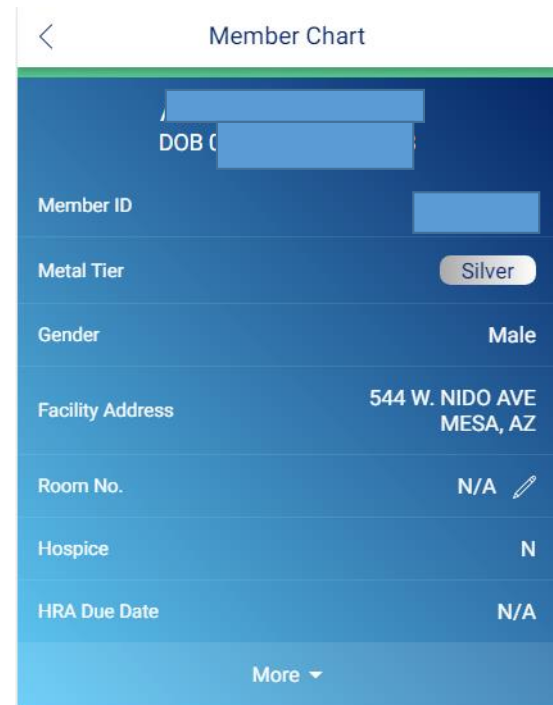 Member Chart
DOB
Member ID
Metal Tier Silver
Gender Male
Facility Address 544 W. NIDO AVE
MESA, AZ
Room No. N/A
Hospice N
HRA Due Date N/A
More